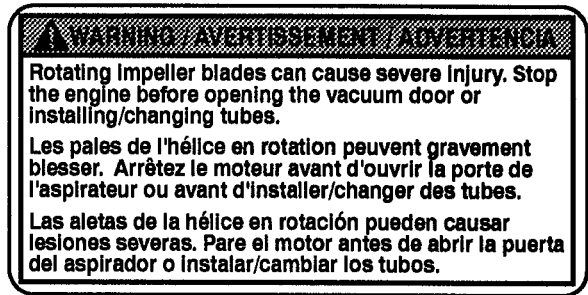 WARNING / AVERTISSEMENT / ADVERTENCIA
Rotating impeller blades can cause severe injury. Stop
the engine before opening the vacuum door or
installing/changing tubes.
Les pales de l'hélice en rotation peuvent gravement
blesser. Arrêtez le moteur avant d'ouvrir la porte de
l'aspirateur ou avant d'installer/changer des tubes.
Las aletas de la hélice en rotación pueden causar
lesiones severas. Pare el motor antes de abrir la puerta
del aspirador o instalar/cambiar los tubos.